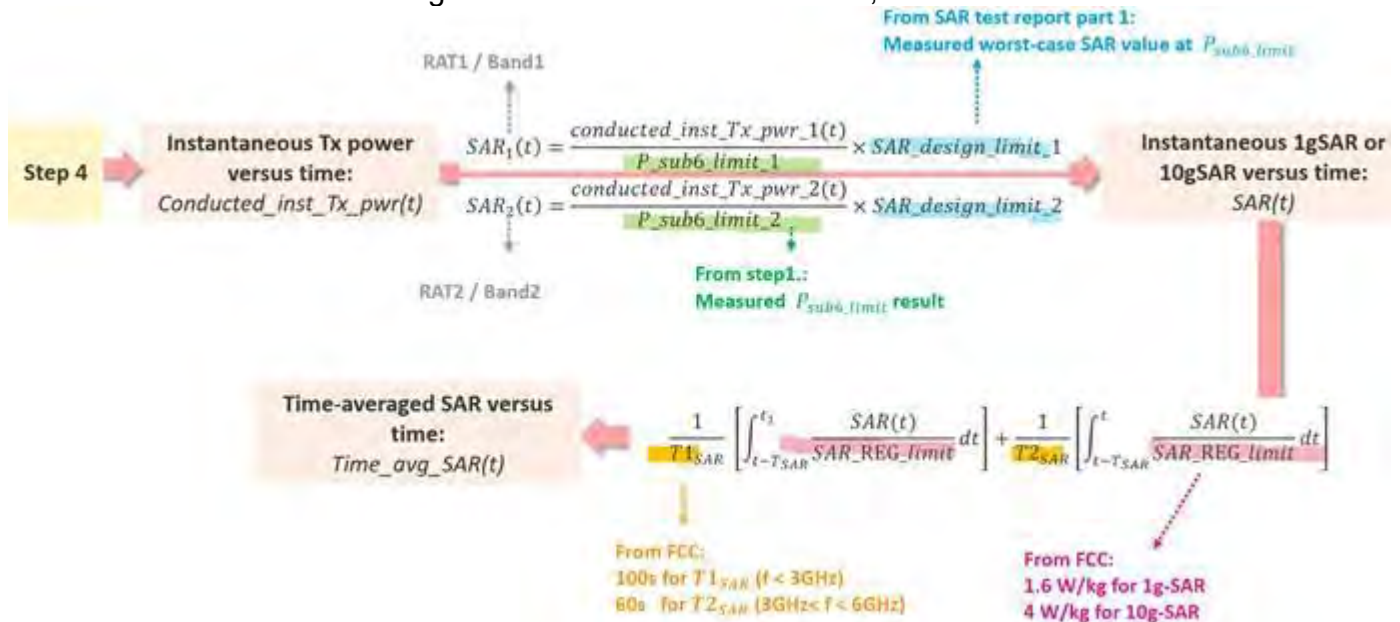 From SAR test report part 1:
Measured worst-case SAR value at P_sub6_limit
RAT1 / Band1
Step 4
Instantaneous Tx power
versus time:
Conducted_inst_Tx_pwr(t)
SAR₁(t) = conducted_inst_Tx_pwr_1(t) / P_sub6_limit_1 × SAR_design_limit_1
SAR₂(t) = conducted_inst_Tx_pwr_2(t) / P_sub6_limit_2 × SAR_design_limit_2
Instantaneous 1gSAR or
10gSAR versus time:
SAR(t)
RAT2 / Band2
From step1.:
Measured P_sub6_limit result
Time-averaged SAR versus
time:
Time_avg_SAR(t)
1/T1_SAR [∫_{t-T_SAR}^{t₁} SAR(t)/SAR_REG_limit dt] + 1/T2_SAR [∫_{t-T_SAR}^{t} SAR(t)/SAR_REG_limit dt]
From FCC:
100s for T1_SAR (f < 3GHz)
60s for T2_SAR (3GHz< f < 6GHz)
From FCC:
1.6 W/kg for 1g-SAR
4 W/kg for 10g-SAR